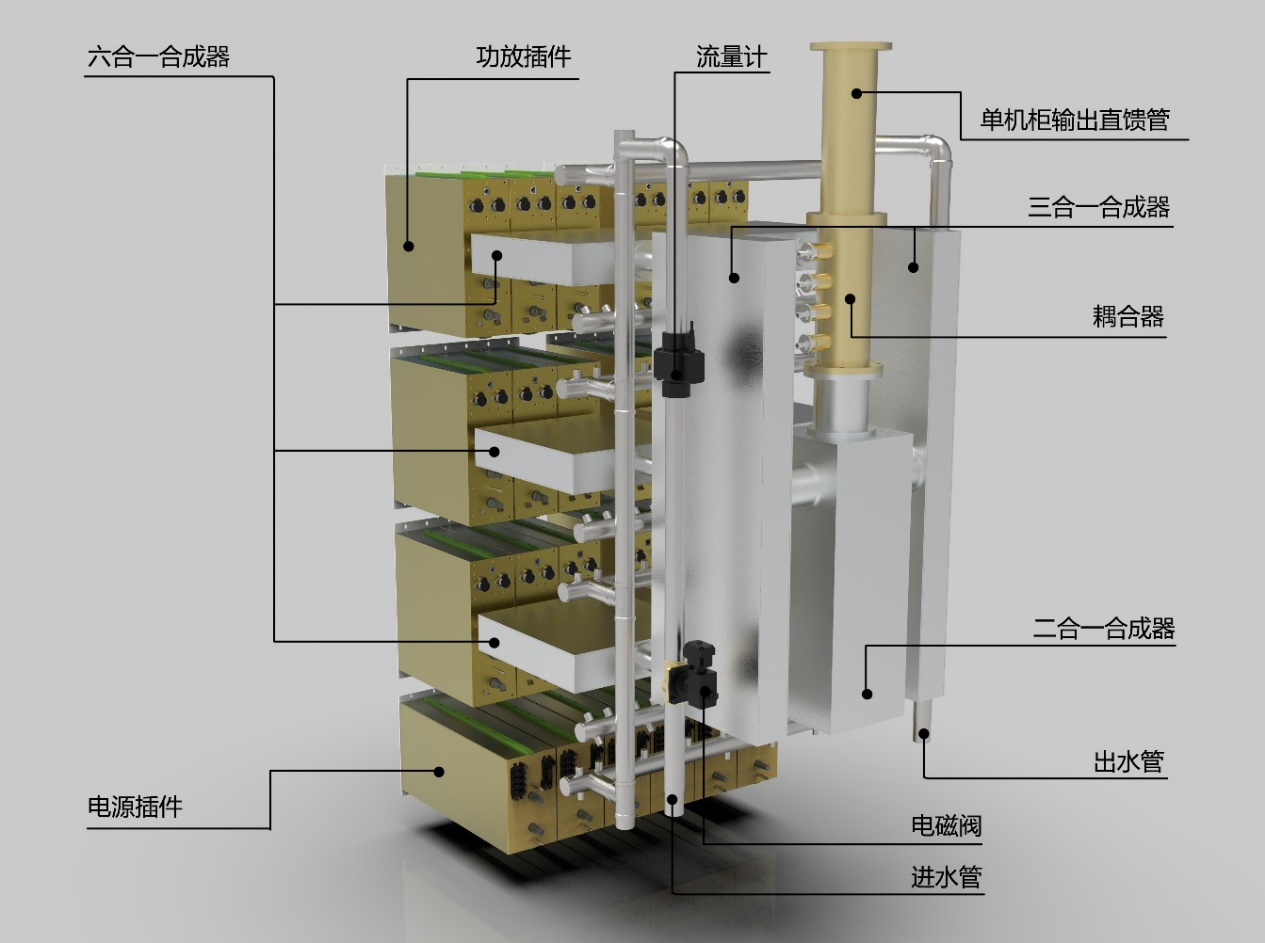 六合一合成器
功放插件
流量计
单机柜输出直馈管
三合一合成器
耦合器
二合一合成器
出水管
电源插件
电磁阀
进水管